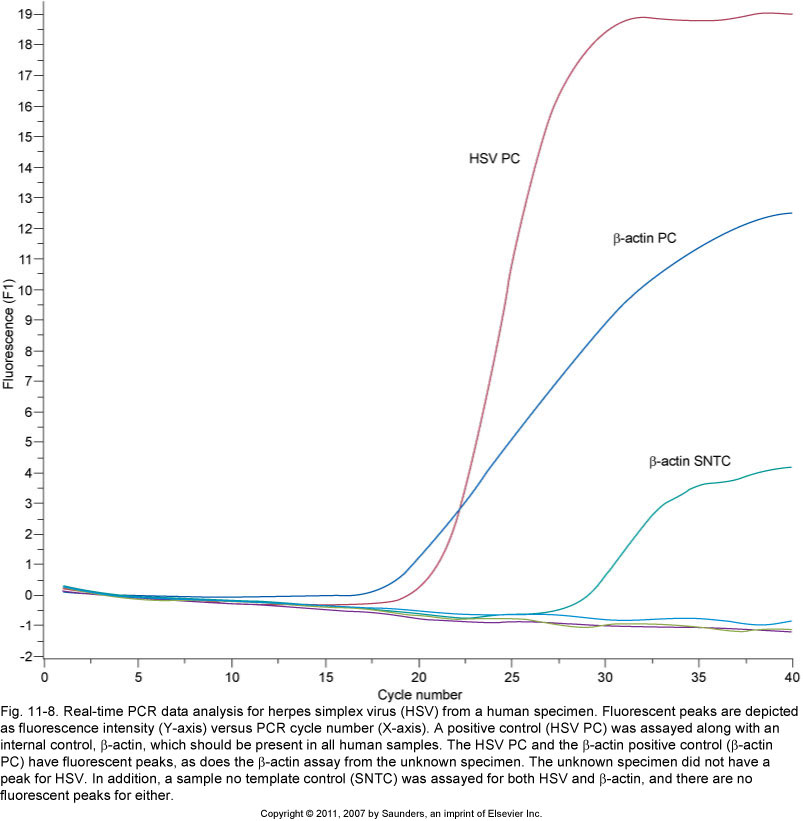 19
18
17
16
15
14
13
12
11
10
9
8
7
6
5
4
3
2
1
0
-1
-2
Fluorescence (F1)
HSV PC
β-actin PC
β-actin SNTC
0 5 10 15 20 25 30 35 40
Cycle number
Fig. 11-8. Real-time PCR data analysis for herpes simplex virus (HSV) from a human specimen. Fluorescent peaks are depicted
as fluorescence intensity (Y-axis) versus PCR cycle number (X-axis). A positive control (HSV PC) was assayed along with an
internal control, β-actin, which should be present in all human samples. The HSV PC and the β-actin positive control (β-actin
PC) have fluorescent peaks, as does the β-actin assay from the unknown specimen. The unknown specimen did not have a
peak for HSV. In addition, a sample no template control (SNTC) was assayed for both HSV and β-actin, and there are no
fluorescent peaks for either.
Copyright © 2011, 2007 by Saunders, an imprint of Elsevier Inc.